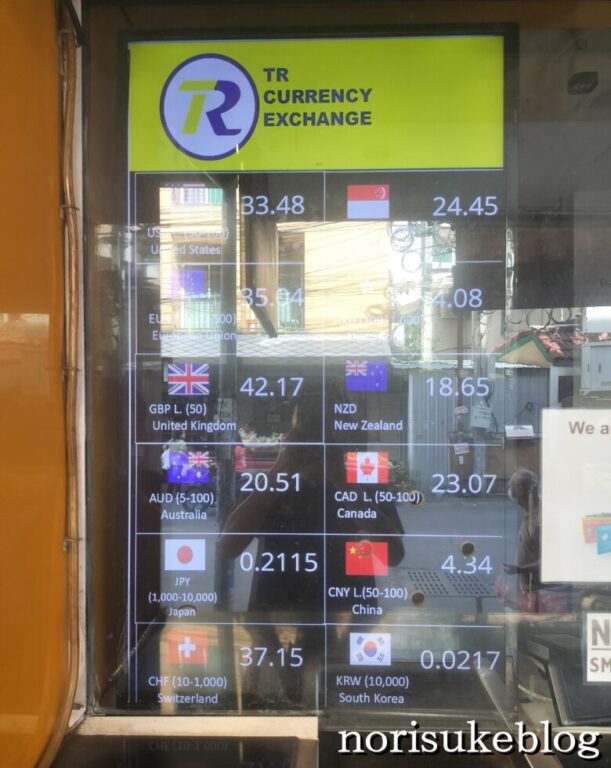 TR
CURRENCY
EXCHANGE
33.48
United States
24.45
35.04
European Union
4.08
GBP L. (50)
United Kingdom
42.17
NZD
New Zealand
18.65
AUD (5-100)
Australia
20.51
CAD L. (50-100)
Canada
23.07
JPY
(1,000-10,000)
Japan
0.2115
CNY L.(50-100)
China
4.34
CHF (10-1,000)
Switzerland
37.15
KRW (10,000)
South Korea
0.0217
We a
SM
norisukeblog